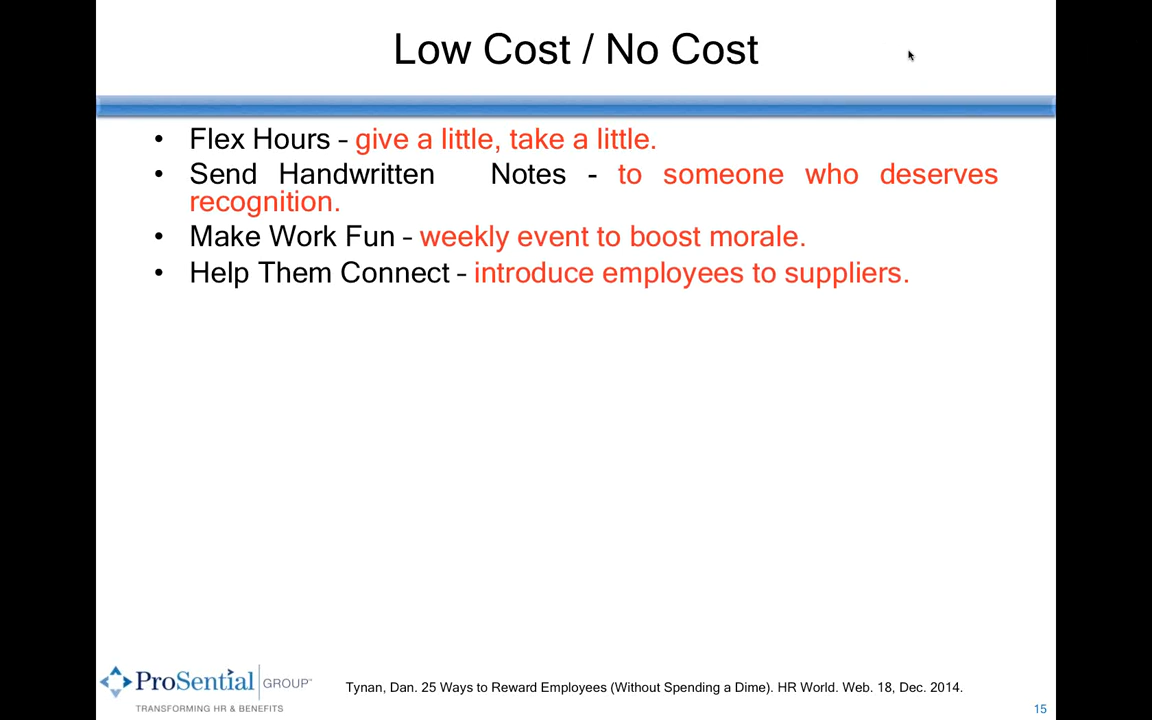 Low Cost / No Cost
• Flex Hours – give a little, take a little.
• Send Handwritten Notes - to someone who deserves
recognition.
• Make Work Fun – weekly event to boost morale.
• Help Them Connect – introduce employees to suppliers.
ProSential GROUP™
TRANSFORMING HR & BENEFITS
Tynan, Dan. 25 Ways to Reward Employees (Without Spending a Dime). HR World. Web. 18, Dec. 2014.
15